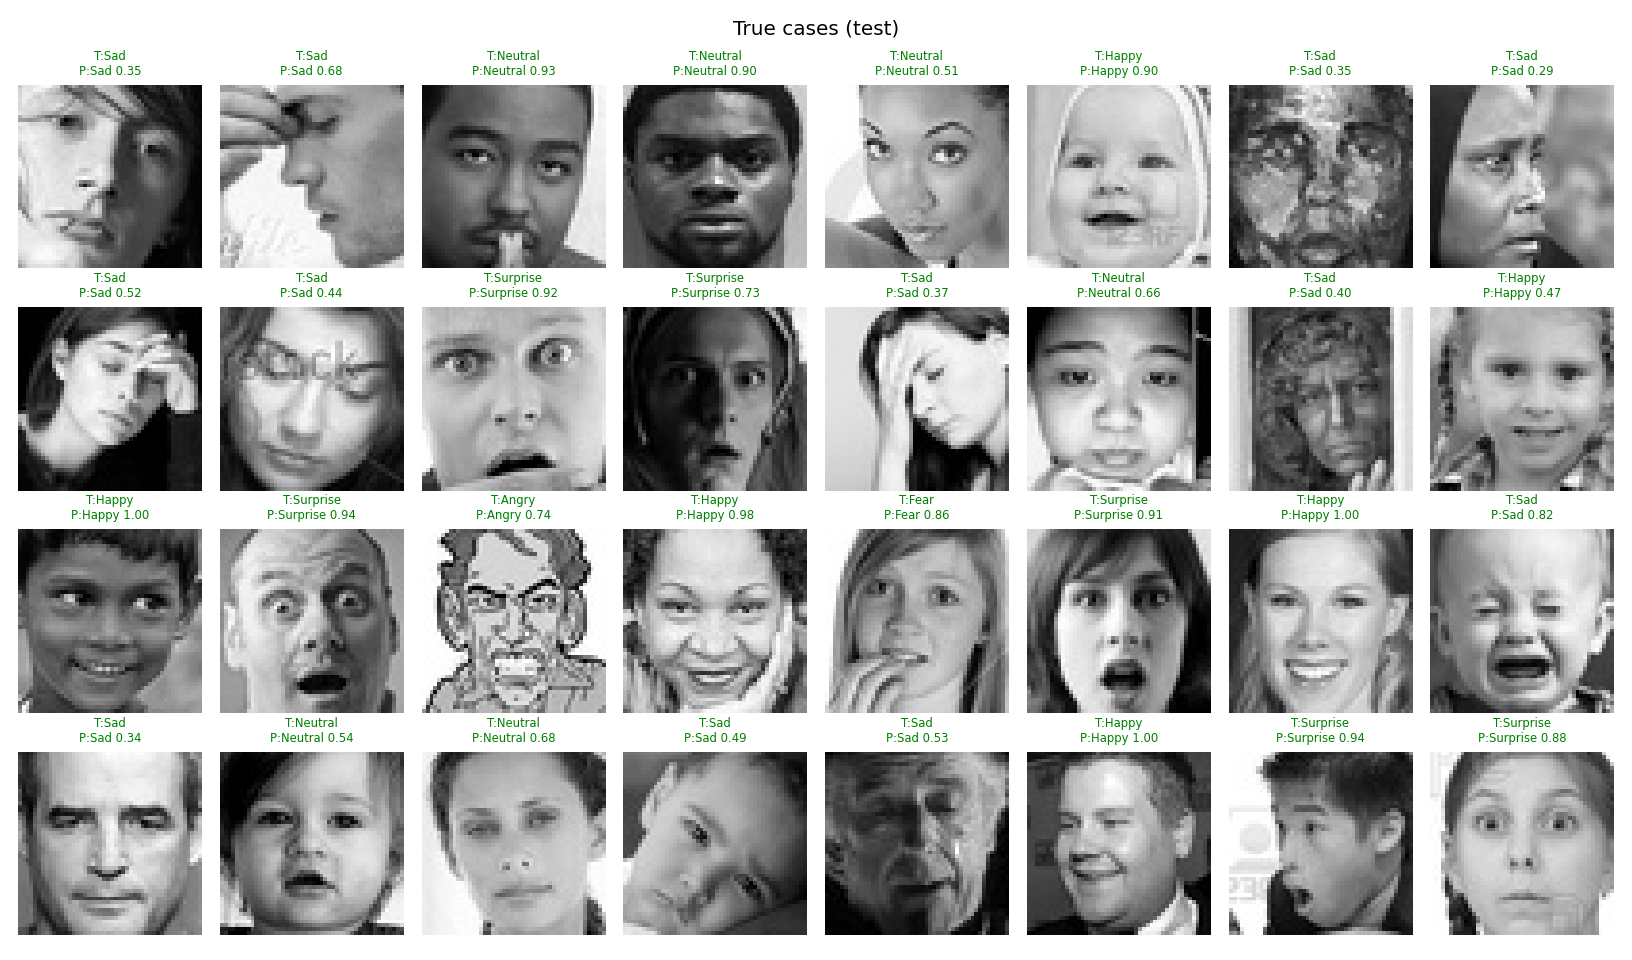 True cases (test)
T:Sad
P:Sad 0.35
T:Sad
P:Sad 0.68
T:Neutral
P:Neutral 0.93
T:Neutral
P:Neutral 0.90
T:Neutral
P:Neutral 0.51
T:Happy
P:Happy 0.90
T:Sad
P:Sad 0.35
T:Sad
P:Sad 0.29
T:Sad
P:Sad 0.52
T:Sad
P:Sad 0.44
T:Surprise
P:Surprise 0.92
T:Surprise
P:Surprise 0.73
T:Sad
P:Sad 0.37
T:Neutral
P:Neutral 0.66
T:Sad
P:Sad 0.40
T:Happy
P:Happy 0.47
T:Happy
P:Happy 1.00
T:Surprise
P:Surprise 0.94
T:Angry
P:Angry 0.74
T:Happy
P:Happy 0.98
T:Fear
P:Fear 0.86
T:Surprise
P:Surprise 0.91
T:Happy
P:Happy 1.00
T:Sad
P:Sad 0.82
T:Sad
P:Sad 0.34
T:Neutral
P:Neutral 0.54
T:Neutral
P:Neutral 0.68
T:Sad
P:Sad 0.49
T:Sad
P:Sad 0.53
T:Happy
P:Happy 1.00
T:Surprise
P:Surprise 0.94
T:Surprise
P:Surprise 0.88